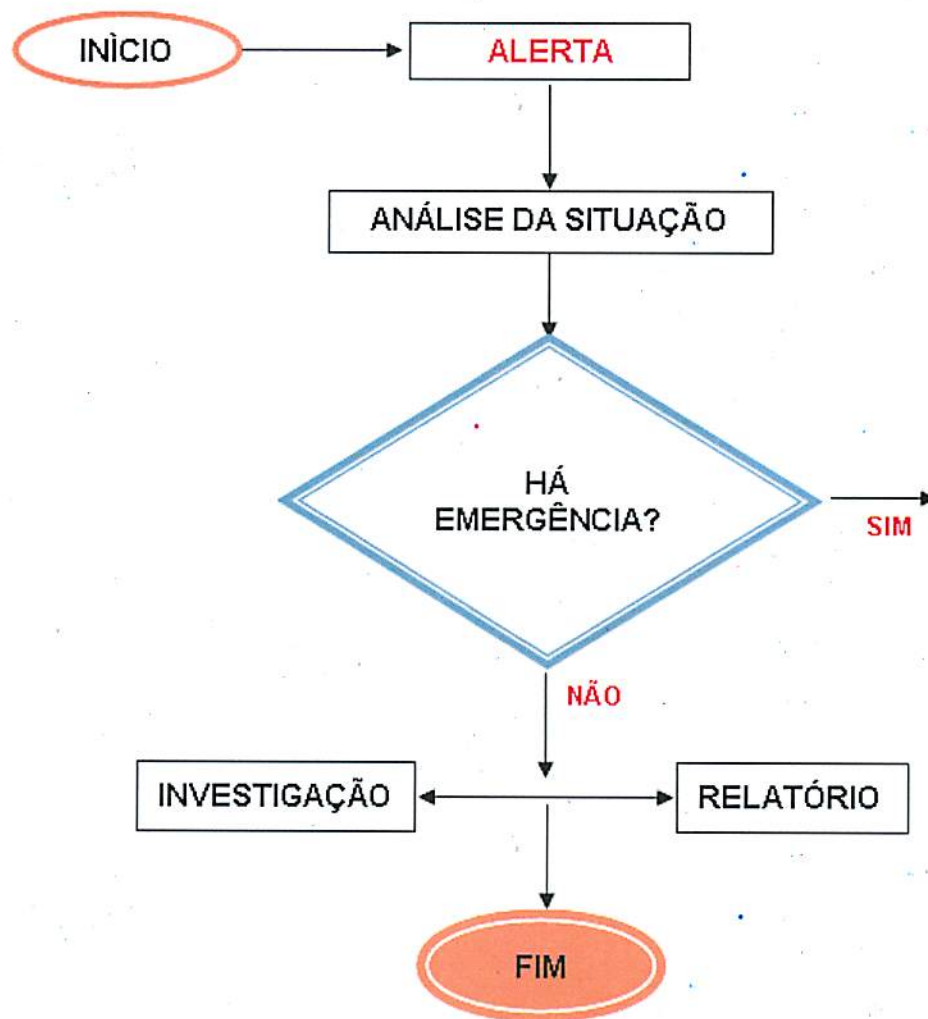 INÌCIO
ALERTA
ANÁLISE DA SITUAÇÃO
HÁ
EMERGÊNCIA?
SIM
NÃO
INVESTIGAÇÃO
RELATÓRIO
FIM